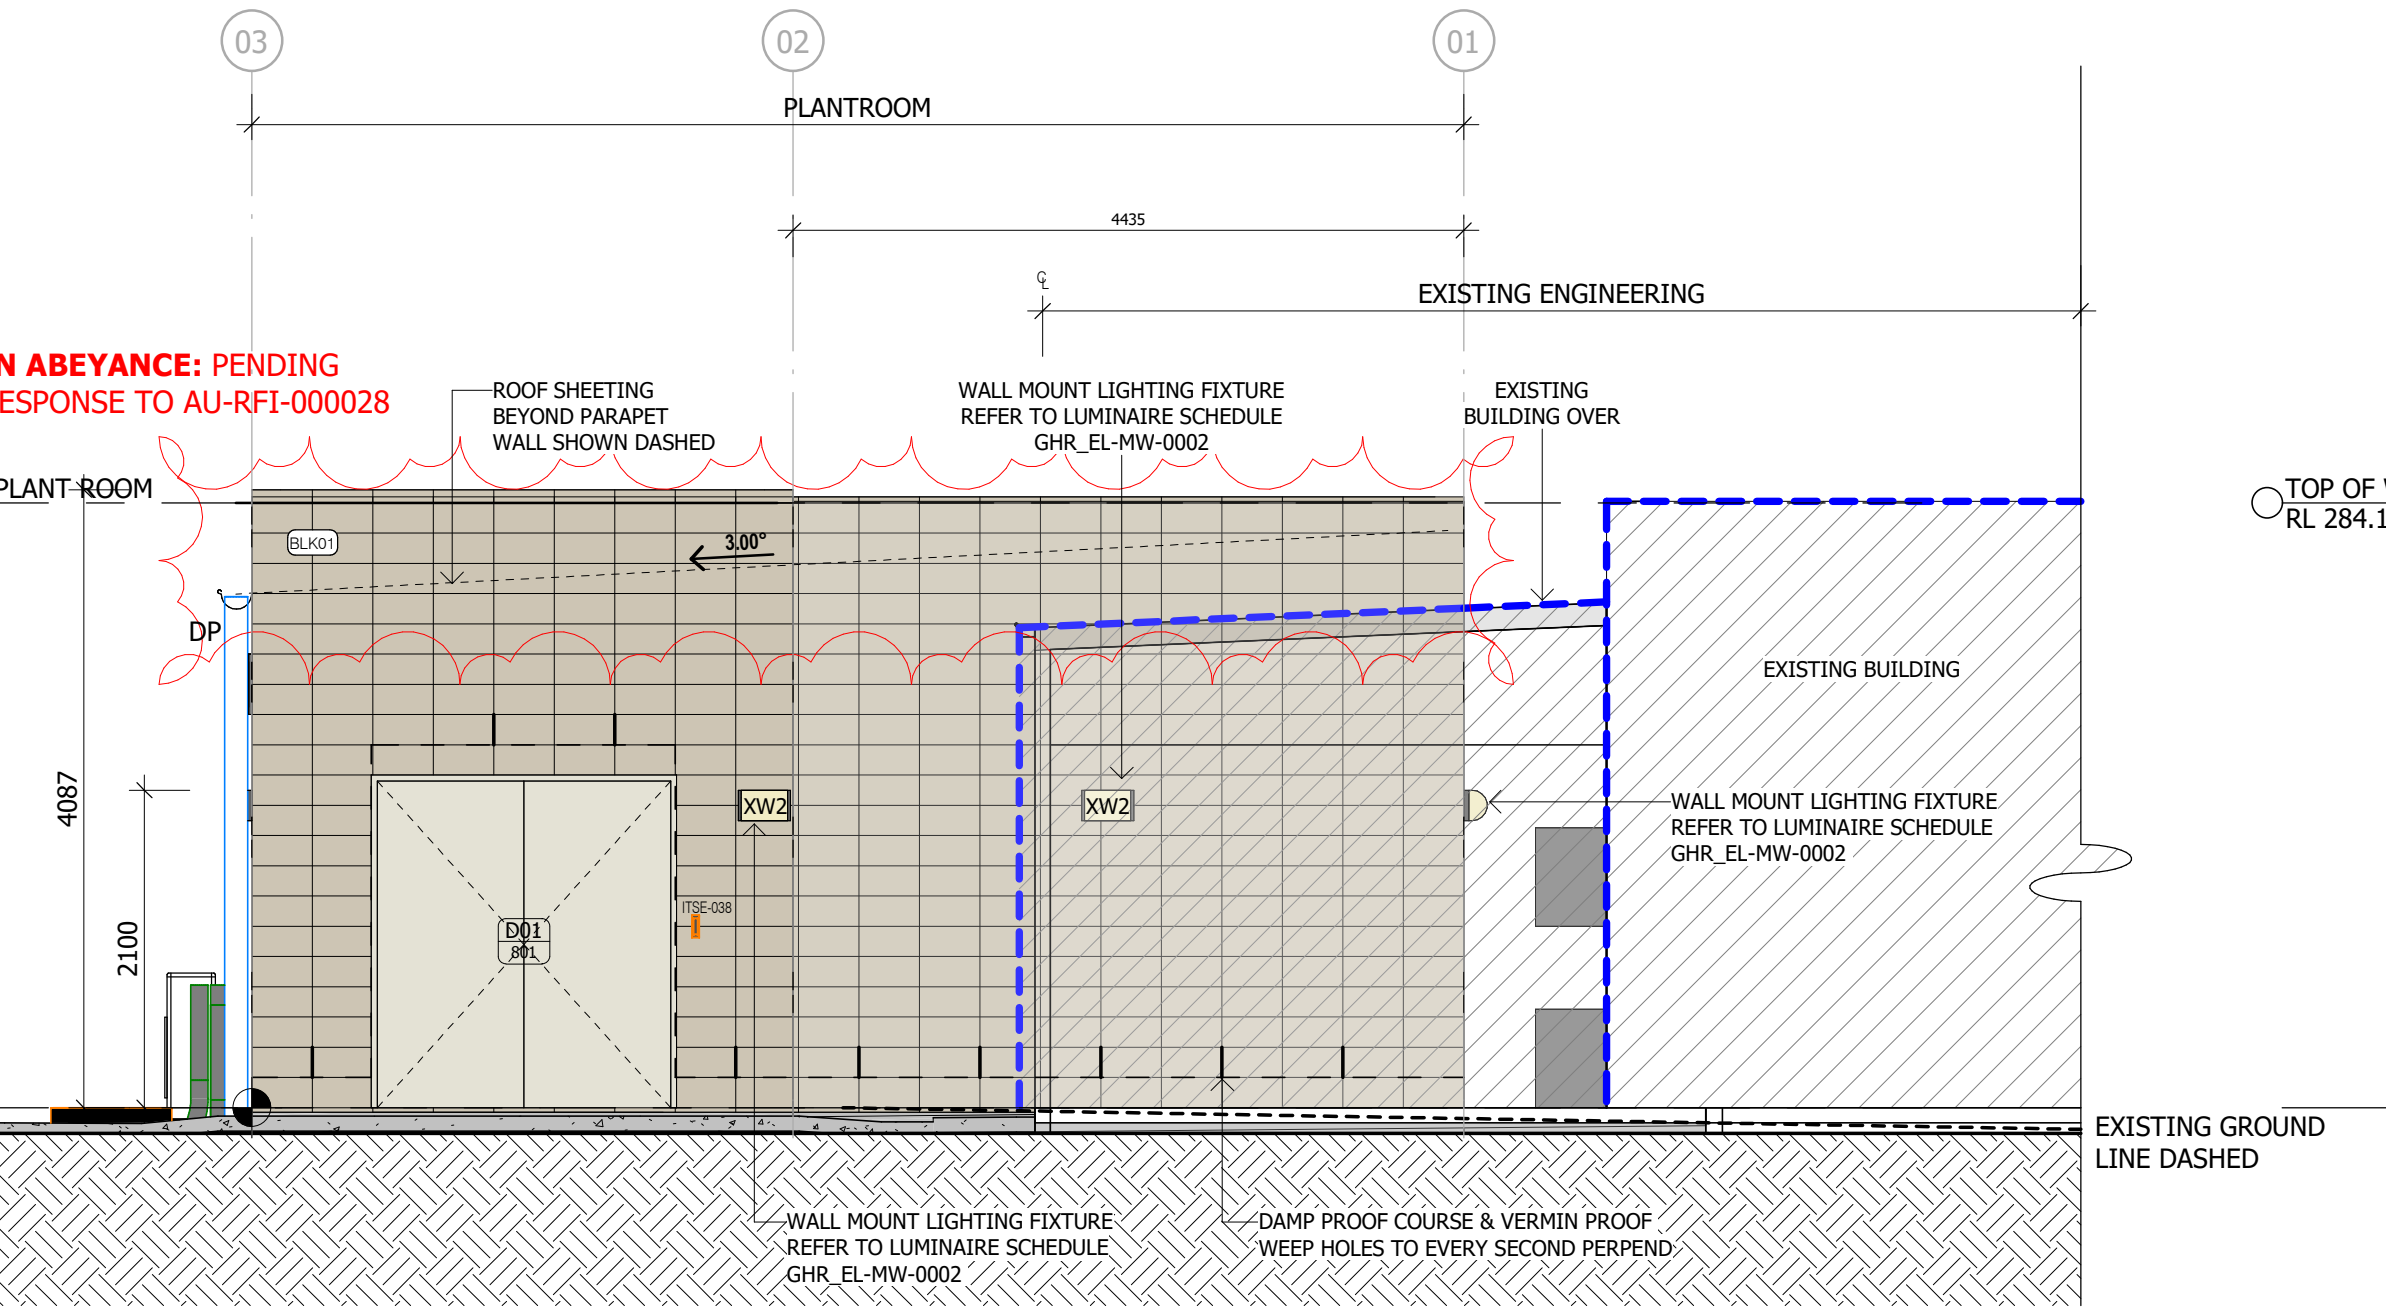 03
02
01
PLANTROOM
4435
℄
EXISTING ENGINEERING
N ABEYANCE: PENDING
ESPONSE TO AU-RFI-000028
ROOF SHEETING
BEYOND PARAPET
WALL SHOWN DASHED
WALL MOUNT LIGHTING FIXTURE
REFER TO LUMINAIRE SCHEDULE
GHR_EL-MW-0002
EXISTING
BUILDING OVER
PLANT ROOM
TOP OF
RL 284.1
BLK01
3.00°
DP
EXISTING BUILDING
4087
2100
XW2
XW2
WALL MOUNT LIGHTING FIXTURE
REFER TO LUMINAIRE SCHEDULE
GHR_EL-MW-0002
ITSE-038
D01
801
EXISTING GROUND
LINE DASHED
WALL MOUNT LIGHTING FIXTURE
REFER TO LUMINAIRE SCHEDULE
GHR_EL-MW-0002
DAMP PROOF COURSE & VERMIN PROOF
WEEP HOLES TO EVERY SECOND PERPEND